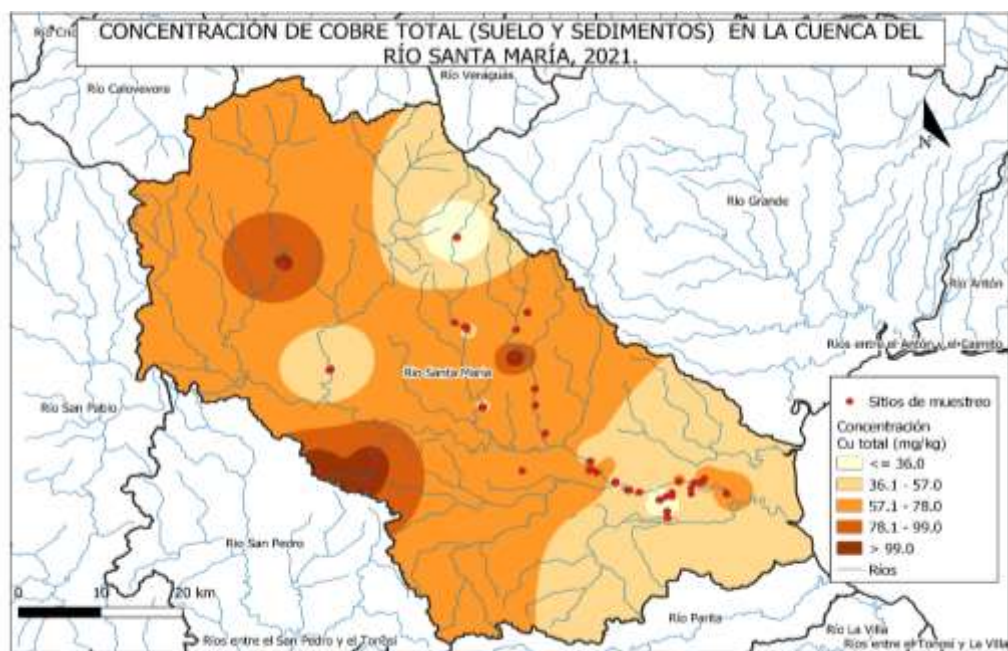 CONCENTRACIÓN DE COBRE TOTAL (SUELO Y SEDIMENTOS) EN LA CUENCA DEL
RÍO SANTA MARÍA, 2021.
Río Veraguas
Río Calovevora
N
Río Grande
Río Antón
Ríos entre el Antón y el Caimito
Río Santa María
Río San Pablo
Sitios de muestreo
Concentración
Cu total (mg/kg)
<= 36.0
36.1 - 57.0
57.1 - 78.0
78.1 - 99.0
> 99.0
Ríos
Río San Pedro
0 10 20 km
Río Parita
Río La Villa
Ríos entre el San Pedro y el Tonosí
Ríos entre el Tonosí y La Villa